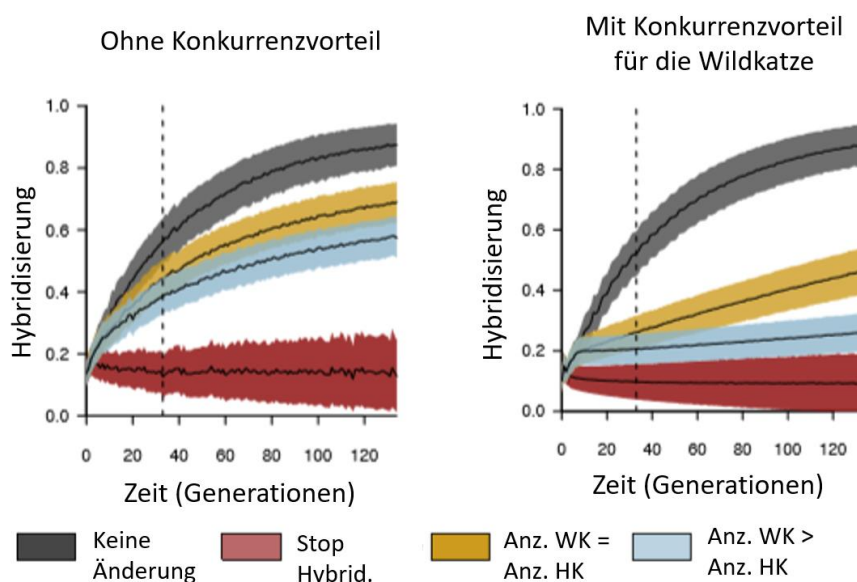 Ohne Konkurrenzvorteil
Mit Konkurrenzvorteil
für die Wildkatze
Hybridisierung
1.0
0.8
0.6
0.4
0.2
0.0
0 20 40 60 80 100 120
Zeit (Generationen)
Hybridisierung
1.0
0.8
0.6
0.4
0.2
0.0
0 20 40 60 80 100 120
Zeit (Generationen)
Keine
Änderung
Stop
Hybrid.
Anz. WK =
Anz. HK
Anz. WK >
Anz. HK